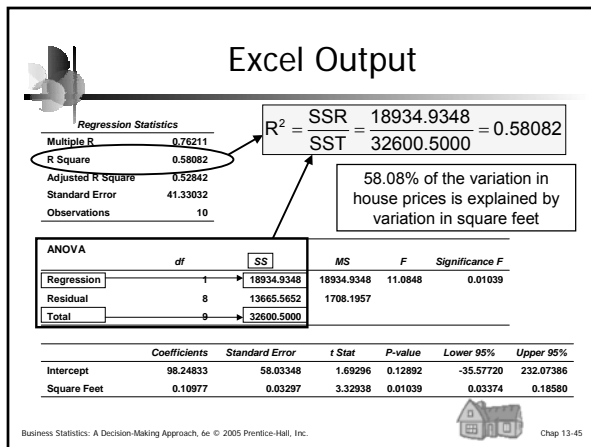 Excel Output
Regression Statistics
Multiple R 0.76211
R Square 0.58082
Adjusted R Square 0.52842
Standard Error 41.33032
Observations 10
R² = SSR/SST = 18934.9348/32600.5000 = 0.58082
58.08% of the variation in
house prices is explained by
variation in square feet
ANOVA
df SS MS F Significance F
Regression 1 18934.9348 18934.9348 11.0848 0.01039
Residual 8 13665.5652 1708.1957
Total 9 32600.5000
Coefficients Standard Error t Stat P-value Lower 95% Upper 95%
Intercept 98.24833 58.03348 1.69296 0.12892 -35.57720 232.07386
Square Feet 0.10977 0.03297 3.32938 0.01039 0.03374 0.18580
Business Statistics: A Decision-Making Approach, 6e © 2005 Prentice-Hall, Inc. Chap 13-45